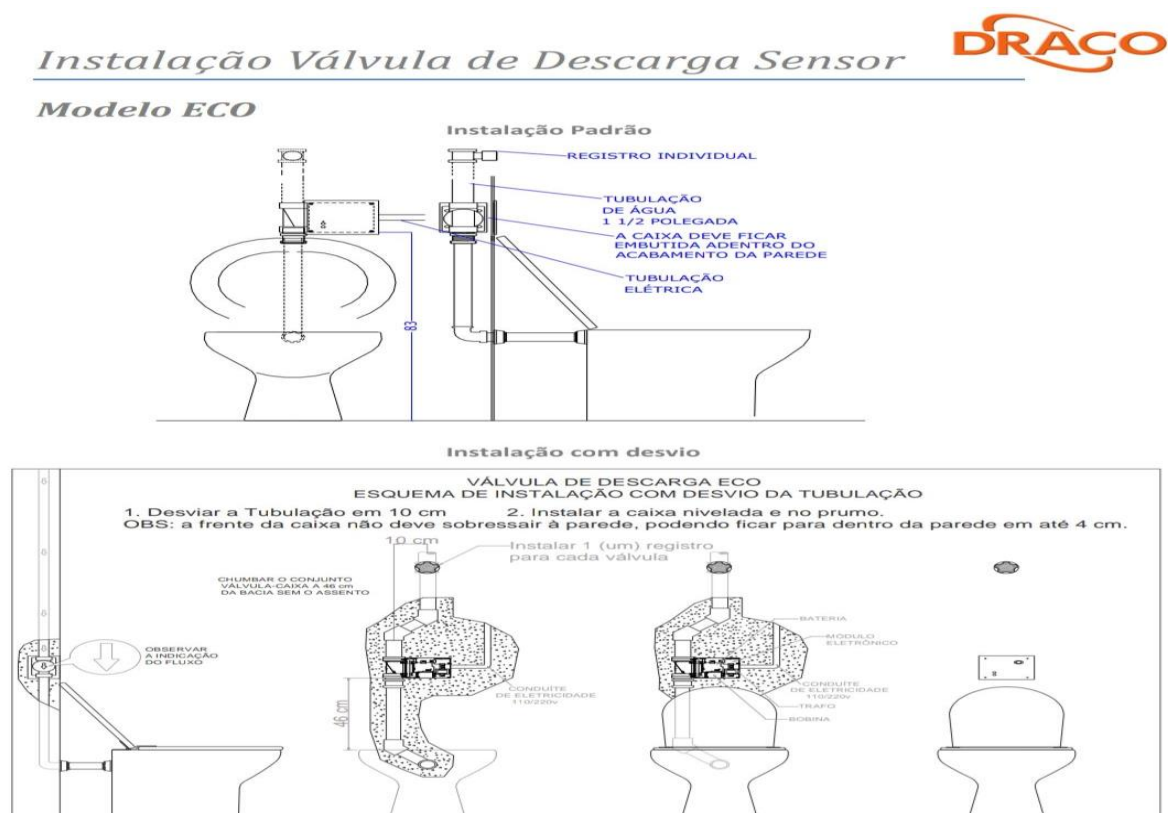 DRACO
Instalação Válvula de Descarga Sensor
Modelo ECO
Instalação Padrão
REGISTRO INDIVIDUAL
TUBULAÇÃO
DE ÁGUA
1 1/2 POLEGADA
A CAIXA DEVE FICAR
EMBUTIDA ADENTRO DO
ACABAMENTO DA PAREDE
TUBULAÇÃO
ELÉTRICA
83
Instalação com desvio
VÁLVULA DE DESCARGA ECO
ESQUEMA DE INSTALAÇÃO COM DESVIO DA TUBULAÇÃO
1. Desviar a Tubulação em 10 cm 2. Instalar a caixa nivelada e no prumo.
OBS: a frente da caixa não deve sobressair à parede, podendo ficar para dentro da parede em até 4 cm.
10 cm
Instalar 1 (um) registro
para cada válvula
CHUMBAR O CONJUNTO
VÁLVULA-CAIXA A 46 cm
DA BACIA SEM O ASSENTO
OBSERVAR
A INDICAÇÃO
DO FLUXO
46 cm
CONDUÍTE
DE ELETRICIDADE
110/220v
BATERIA
MÓDULO
ELETRÔNICO
CONDUÍTE
DE ELETRICIDADE
110/220v
TRAFO
BOBINA